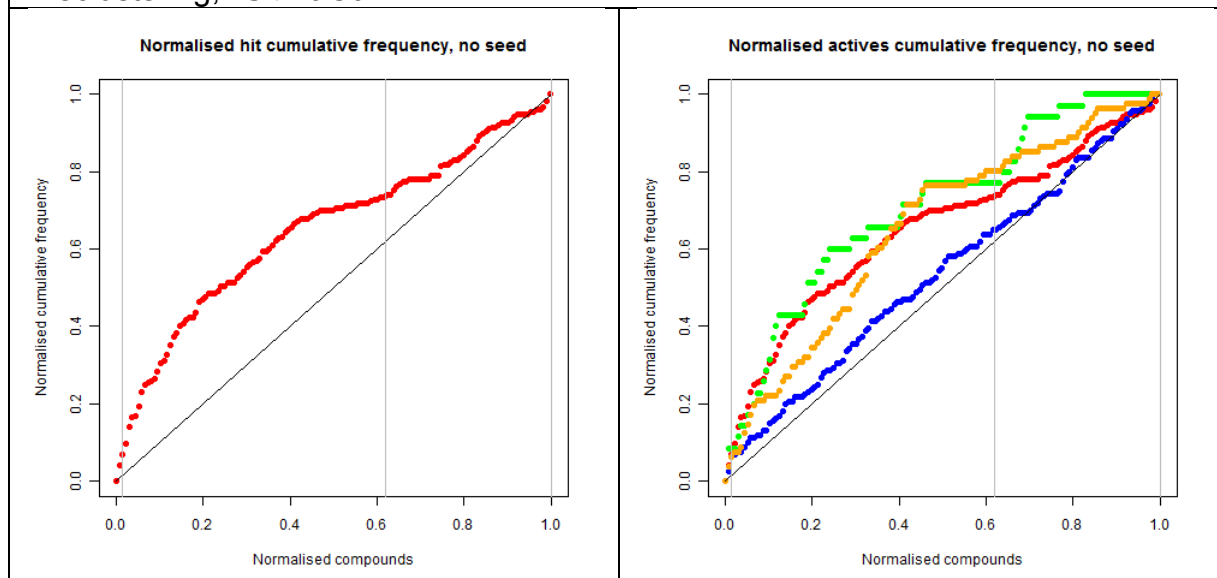 Normalised hit cumulative frequency, no seed
Normalised cumulative frequency
1.0
0.8
0.6
0.4
0.2
0.0
0.0 0.2 0.4 0.6 0.8 1.0
Normalised compounds
Normalised actives cumulative frequency, no seed
Normalised cumulative frequency
1.0
0.8
0.6
0.4
0.2
0.0
0.0 0.2 0.4 0.6 0.8 1.0
Normalised compounds